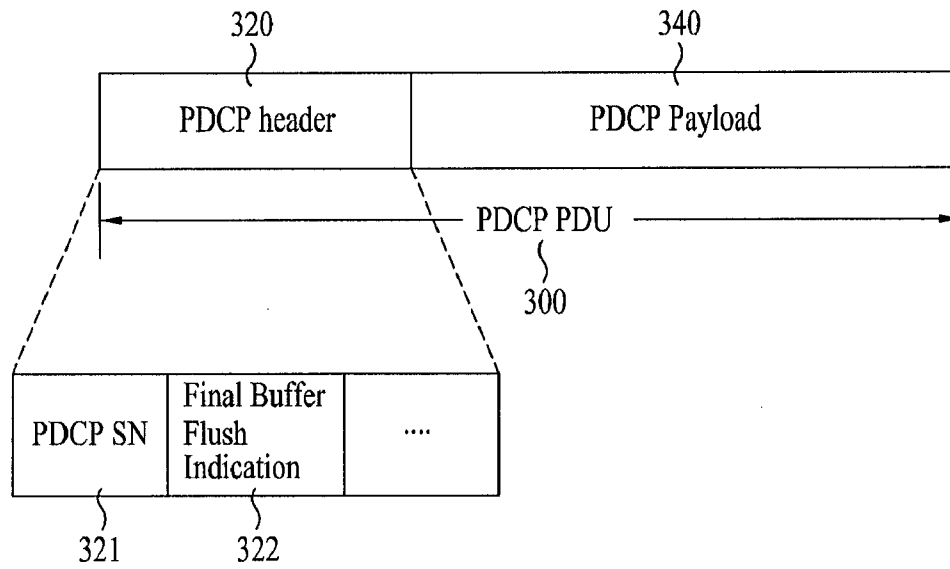 320
340
PDCP header
PDCP Payload
PDCP PDU
300
PDCP SN
Final Buffer
Flush
Indication
....
321
322